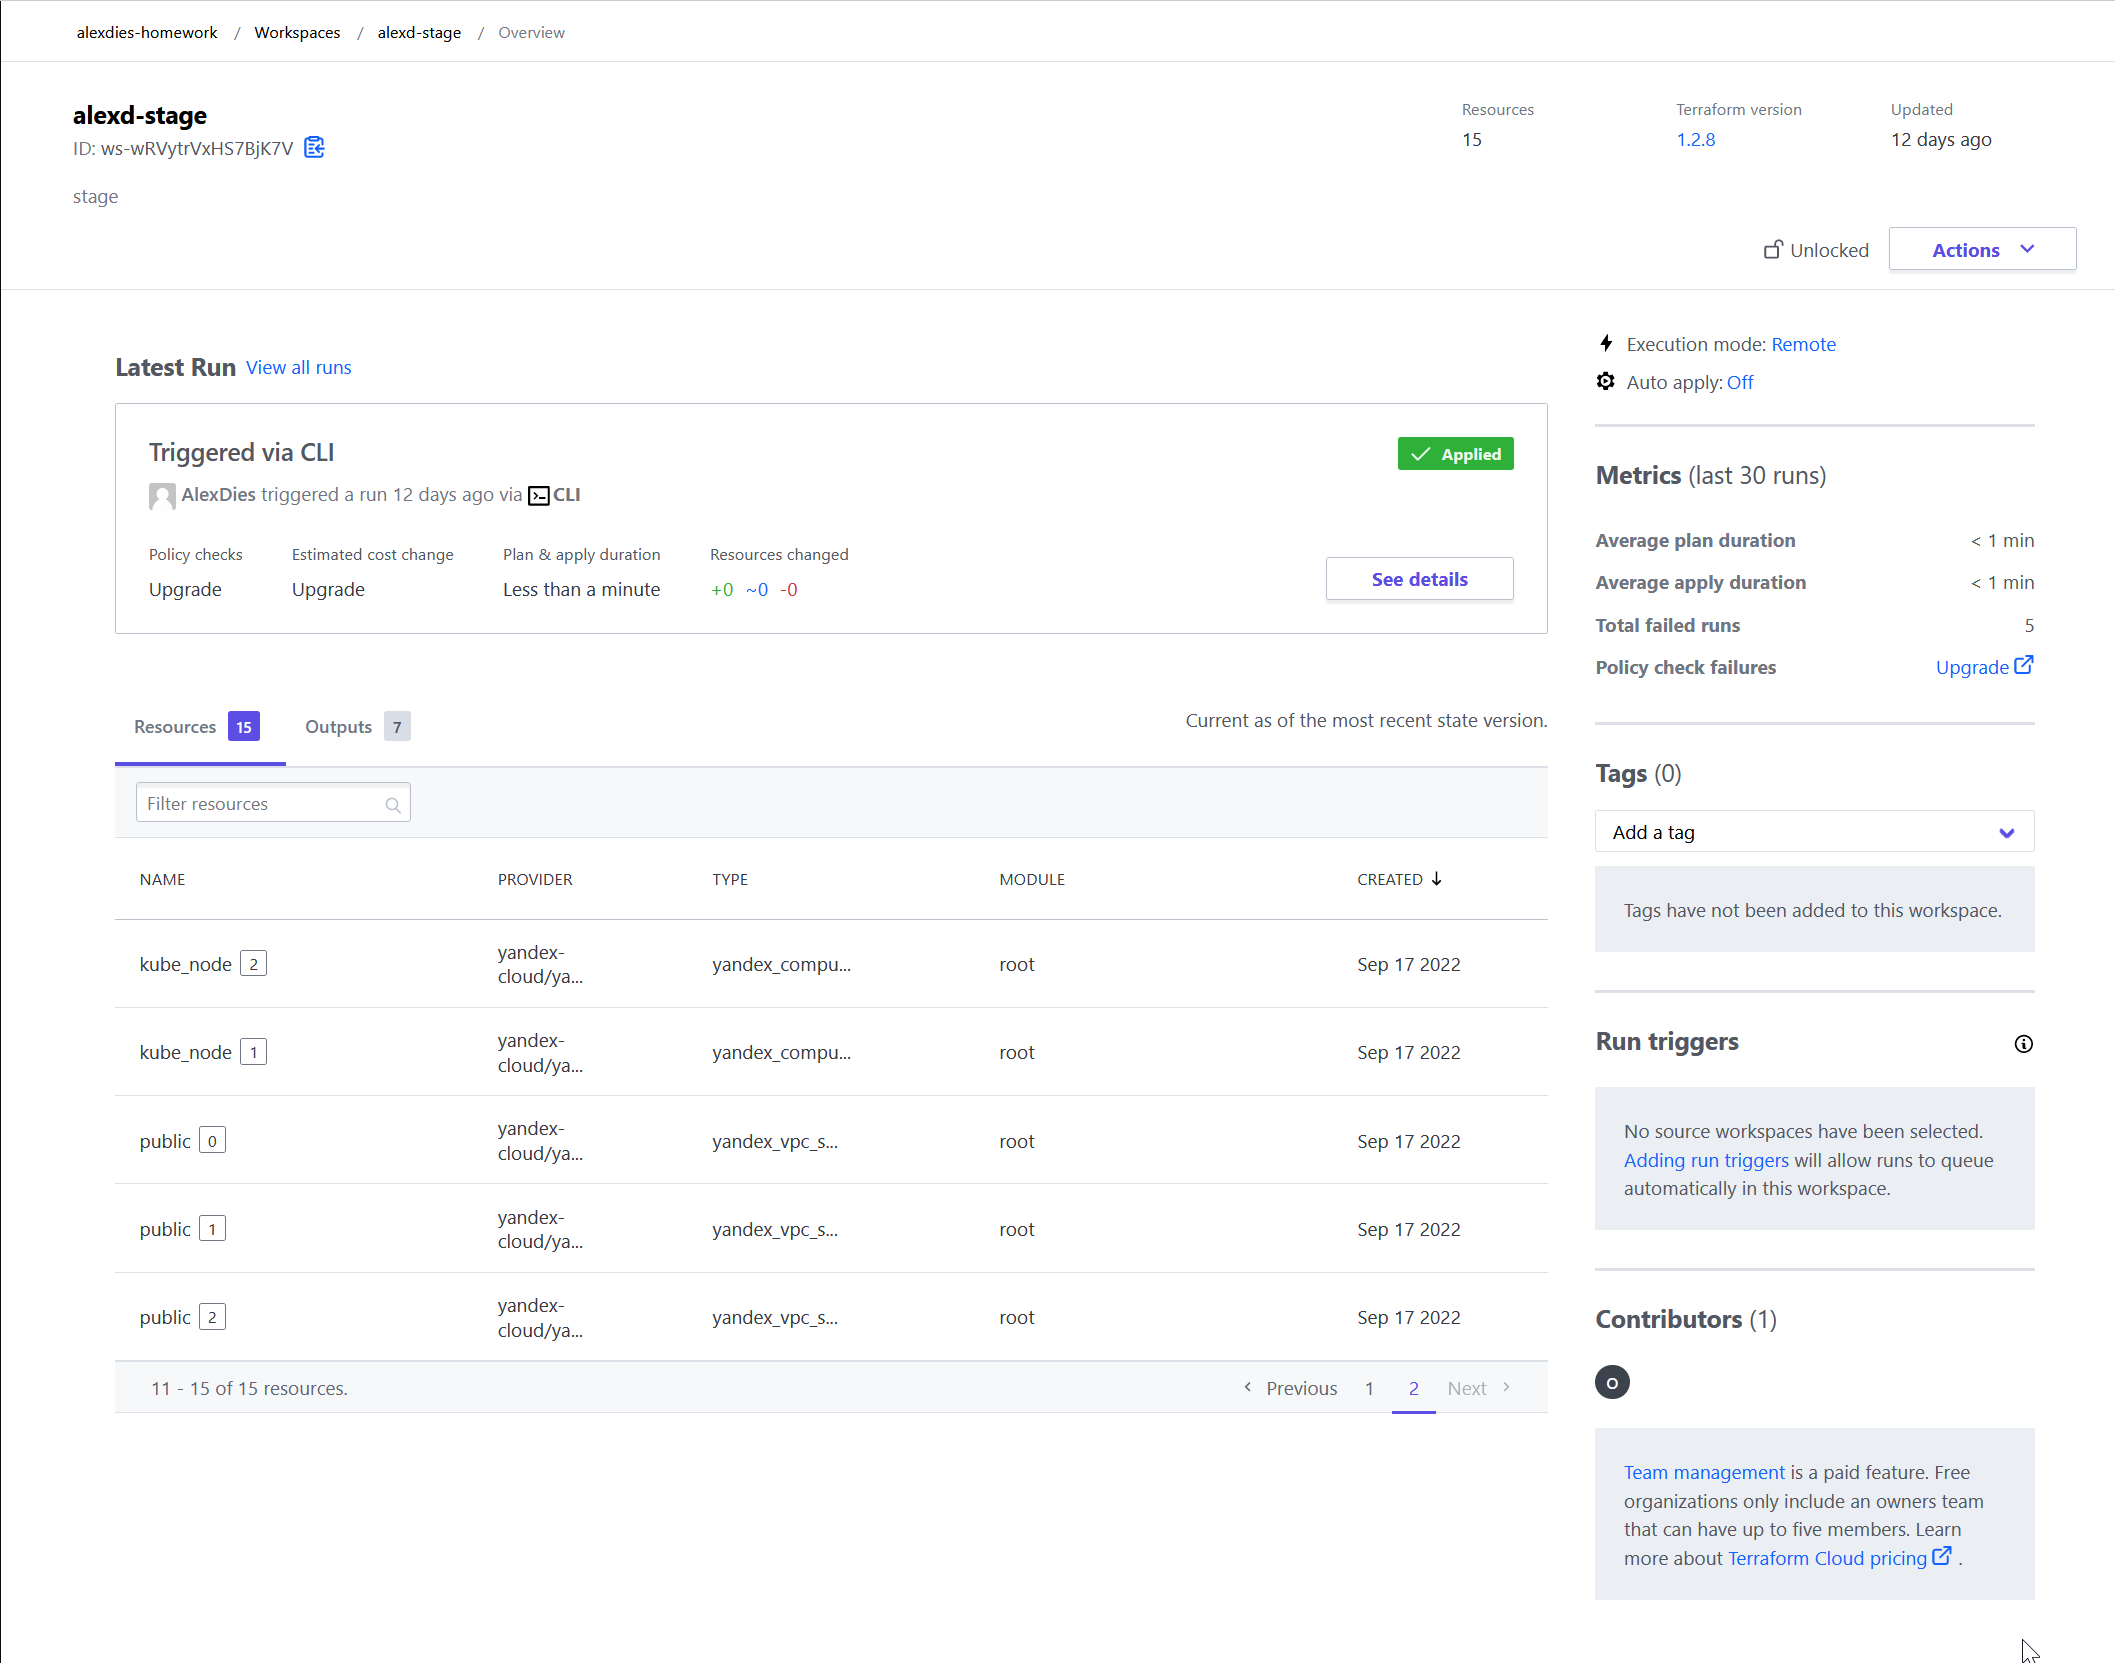 alexdies-homework / Workspaces / alexd-stage / Overview
alexd-stage
ID: ws-wRVytrVxHS7BjK7V
stage
Resources
15
Terraform version
1.2.8
Updated
12 days ago
Unlocked
Actions
Latest Run View all runs
Triggered via CLI
Applied
AlexDies triggered a run 12 days ago via CLI
Policy checks
Upgrade
Estimated cost change
Upgrade
Plan & apply duration
Less than a minute
Resources changed
+0 ~0 -0
See details
Resources 15
Outputs 7
Current as of the most recent state version.
Filter resources
NAME PROVIDER TYPE MODULE CREATED
kube_node 2 yandex-
cloud/ya... yandex_compu... root Sep 17 2022
kube_node 1 yandex-
cloud/ya... yandex_compu... root Sep 17 2022
public 0 yandex-
cloud/ya... yandex_vpc_s... root Sep 17 2022
public 1 yandex-
cloud/ya... yandex_vpc_s... root Sep 17 2022
public 2 yandex-
cloud/ya... yandex_vpc_s... root Sep 17 2022
11 - 15 of 15 resources.
Previous 1 2 Next
Execution mode: Remote
Auto apply: Off
Metrics (last 30 runs)
Average plan duration < 1 min
Average apply duration < 1 min
Total failed runs 5
Policy check failures Upgrade
Tags (0)
Add a tag
Tags have not been added to this workspace.
Run triggers
No source workspaces have been selected.
Adding run triggers will allow runs to queue
automatically in this workspace.
Contributors (1)
O
Team management is a paid feature. Free
organizations only include an owners team
that can have up to five members. Learn
more about Terraform Cloud pricing .